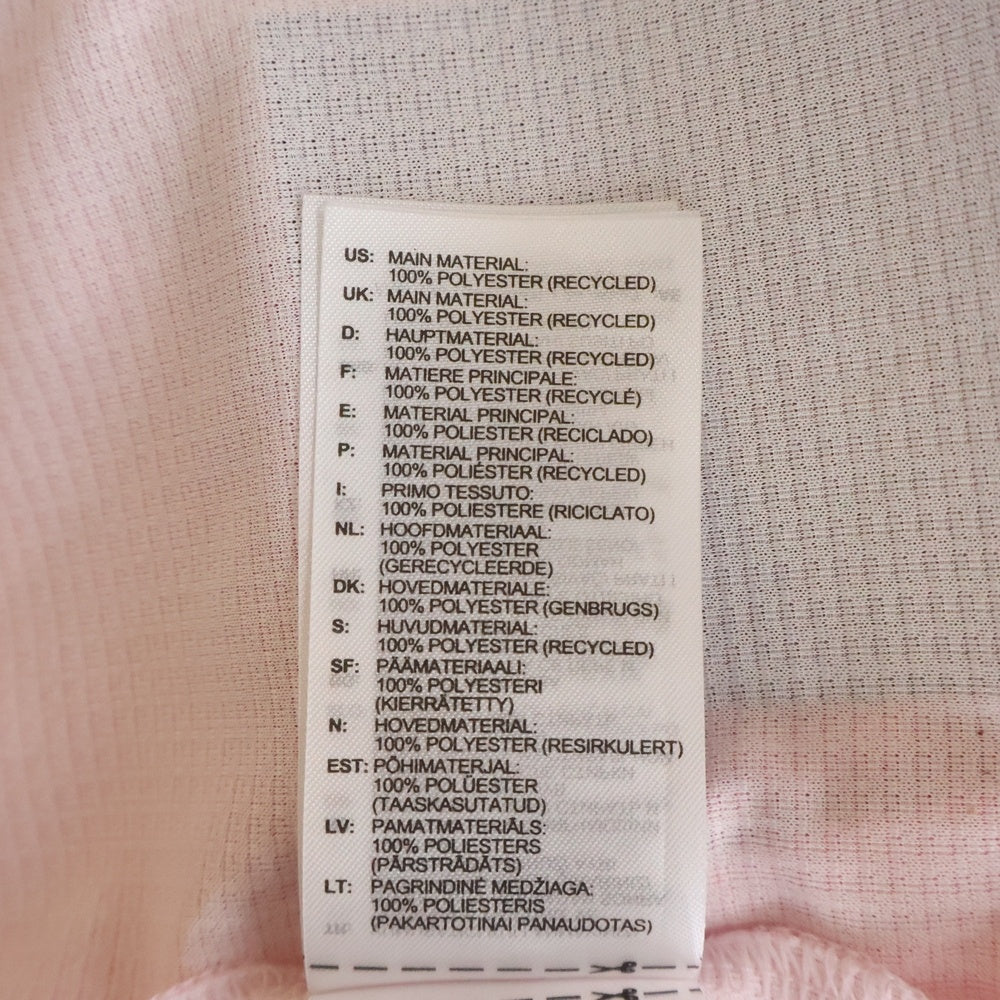 US: MAIN MATERIAL:
100% POLYESTER (RECYCLED)
UK: MAIN MATERIAL:
100% POLYESTER (RECYCLED)
D: HAUPTMATERIAL:
100% POLYESTER (RECYCLED)
F: MATIERE PRINCIPALE:
100% POLYESTER (RECYCLÉ)
E: MATERIAL PRINCIPAL:
100% POLIESTER (RECICLADO)
P: MATERIAL PRINCIPAL:
100% POLIÉSTER (RECYCLED)
I: PRIMO TESSUTO:
100% POLIESTERE (RICICLATO)
NL: HOOFDMATERIAAL:
100% POLYESTER
(GERECYCLEERDE)
DK: HOVEDMATERIALE:
100% POLYESTER (GENBRUGS)
S: HUVUDMATERIAL:
100% POLYESTER (RECYCLED)
SF: PÄÄMATERIAALI:
100% POLYESTERI
(KIERRÄTETTY)
N: HOVEDMATERIAL:
100% POLYESTER (RESIRKULERT)
EST: PÕHIMATERJAL:
100% POLÜESTER
(TAASKASUTATUD)
LV: PAMATMATERIĀLS:
100% POLIESTERS
(PĀRSTRĀDĀTS)
LT: PAGRINDINĖ MEDŽIAGA:
100% POLIESTERIS
(PAKARTOTINAI PANAUDOTAS)